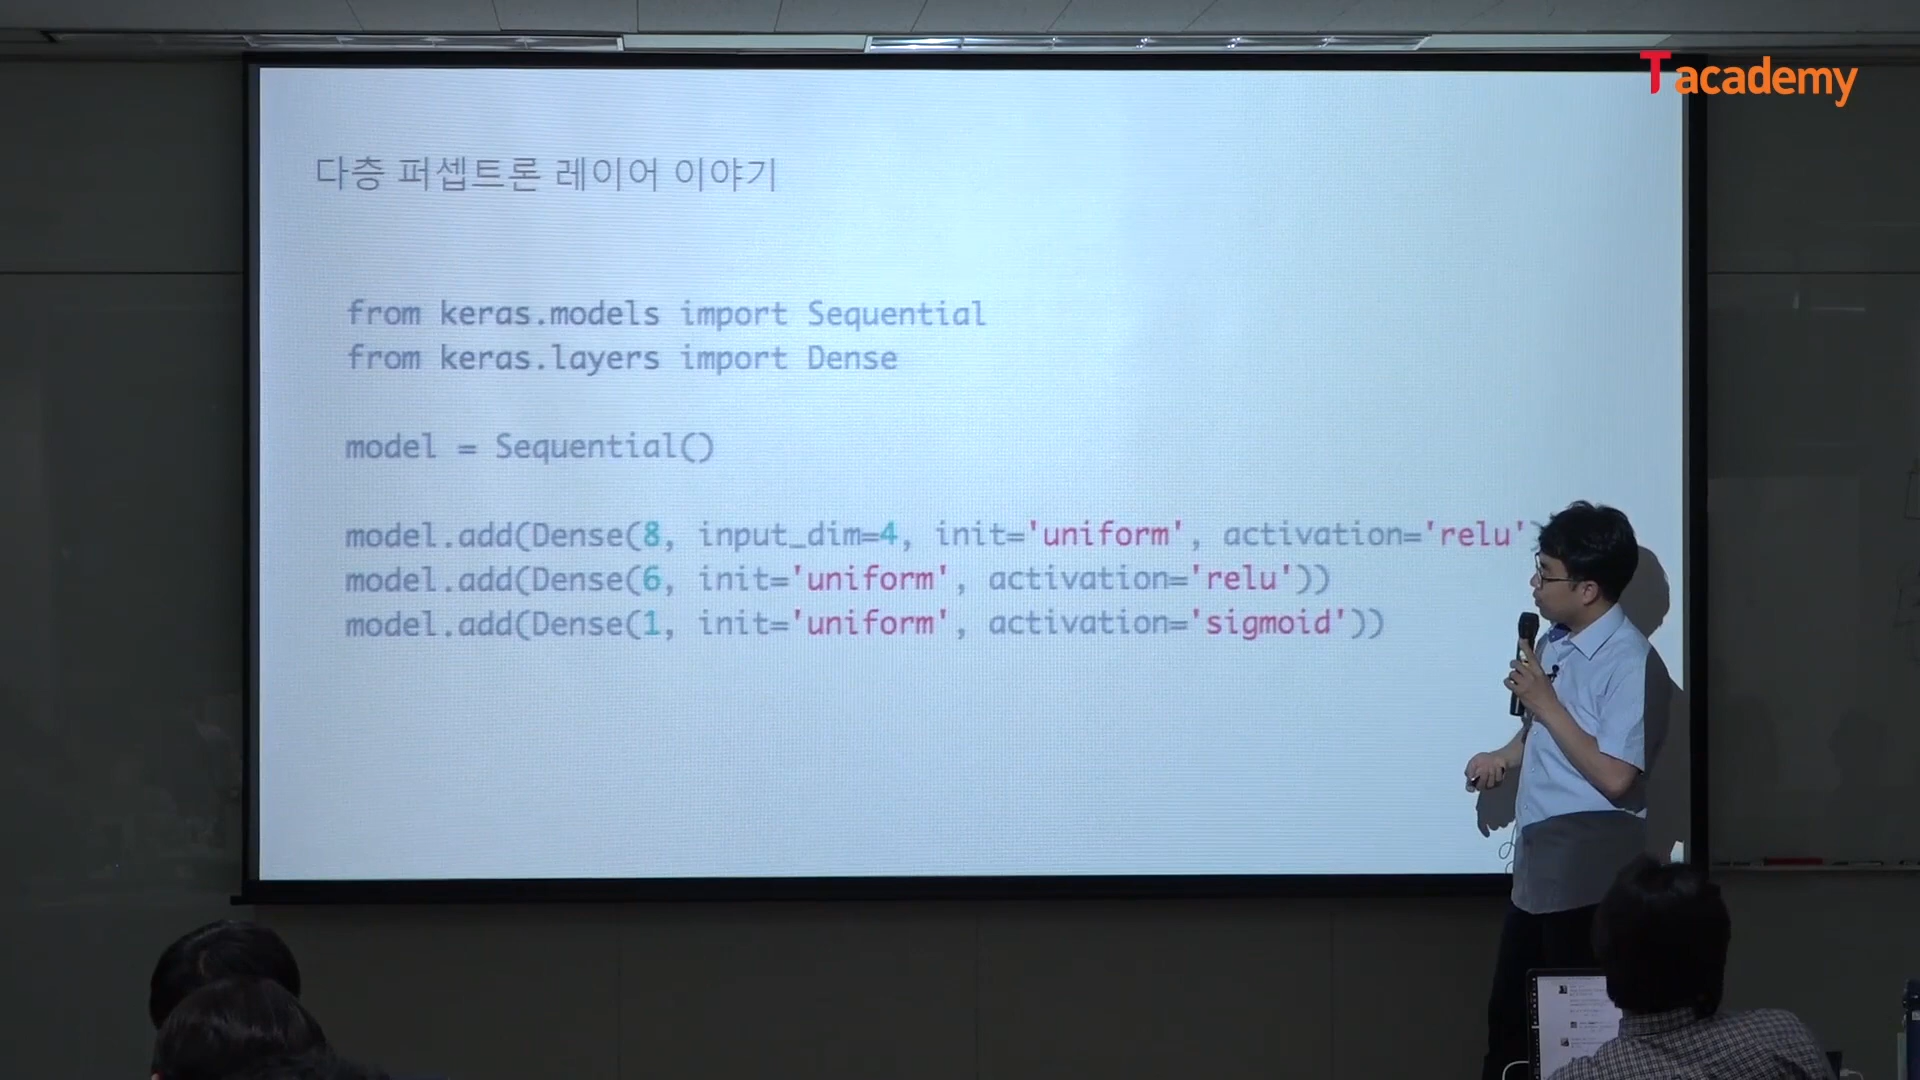 Tacademy
다층 퍼셉트론 레이어 이야기
from keras.models import Sequential
from keras.layers import Dense
model = Sequential()
model.add(Dense(8, input_dim=4, init='uniform', activation='relu')
model.add(Dense(6, init='uniform', activation='relu'))
model.add(Dense(1, init='uniform', activation='sigmoid'))